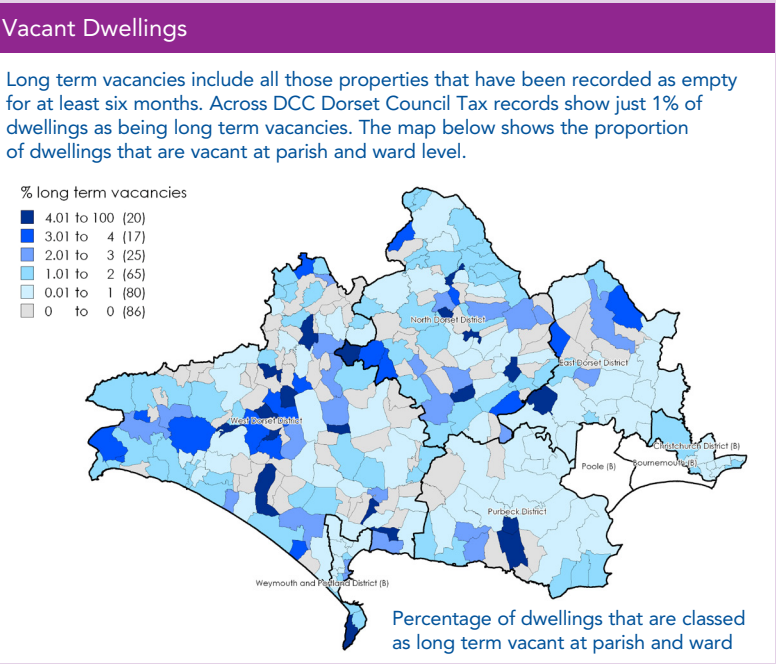 Vacant Dwellings
Long term vacancies include all those properties that have been recorded as empty
for at least six months. Across DCC Dorset Council Tax records show just 1% of
dwellings as being long term vacancies. The map below shows the proportion
of dwellings that are vacant at parish and ward level.
% long term vacancies
4.01 to 100 (20)
3.01 to 4 (17)
2.01 to 3 (25)
1.01 to 2 (65)
0.01 to 1 (80)
0 to 0 (86)
North Dorset District
East Dorset District
West Dorset District
Christchurch District (B)
Poole (B)
Bournemouth (B)
Purbeck District
Weymouth and Portland District (B)
Percentage of dwellings that are classed
as long term vacant at parish and ward